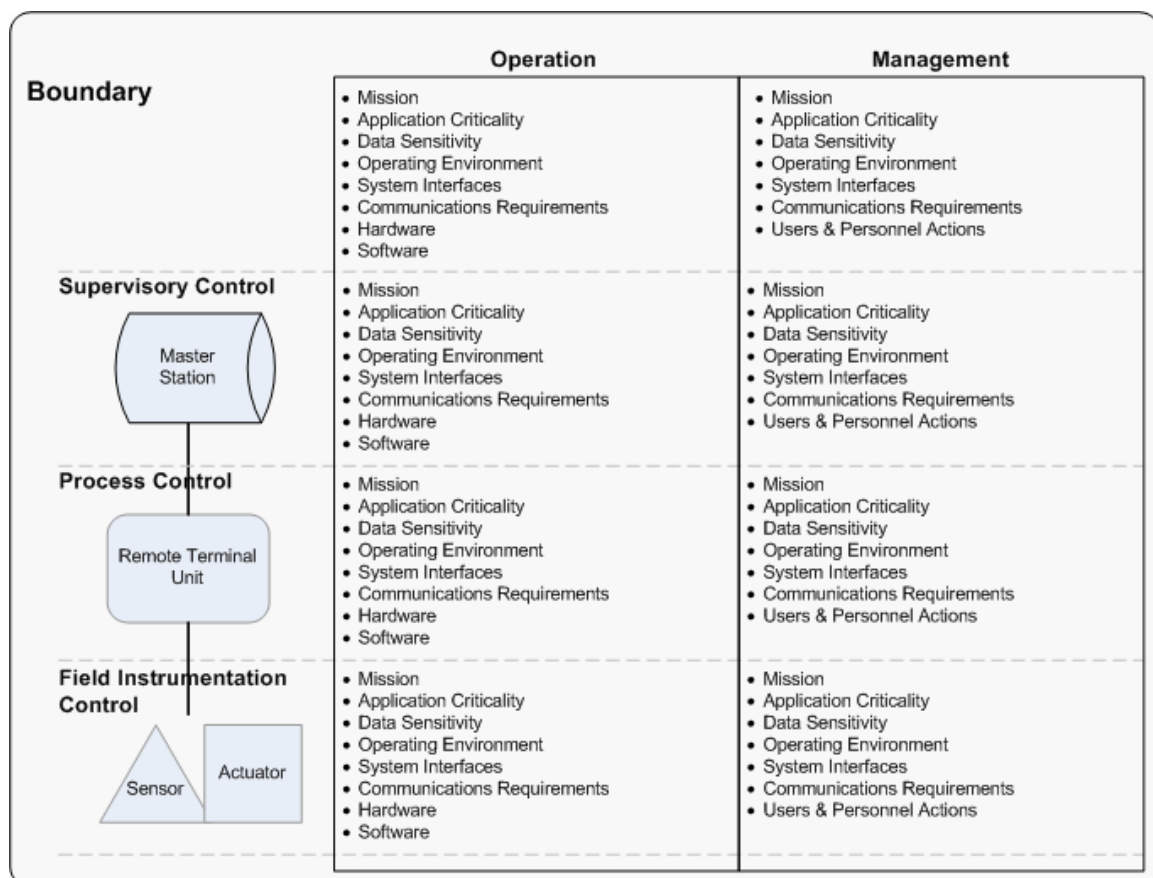 Operation
Management
Boundary
• Mission
• Application Criticality
• Data Sensitivity
• Operating Environment
• System Interfaces
• Communications Requirements
• Hardware
• Software
• Mission
• Application Criticality
• Data Sensitivity
• Operating Environment
• System Interfaces
• Communications Requirements
• Users & Personnel Actions
Supervisory Control
Master
Station
• Mission
• Application Criticality
• Data Sensitivity
• Operating Environment
• System Interfaces
• Communications Requirements
• Hardware
• Software
• Mission
• Application Criticality
• Data Sensitivity
• Operating Environment
• System Interfaces
• Communications Requirements
• Users & Personnel Actions
Process Control
Remote Terminal
Unit
• Mission
• Application Criticality
• Data Sensitivity
• Operating Environment
• System Interfaces
• Communications Requirements
• Hardware
• Software
• Mission
• Application Criticality
• Data Sensitivity
• Operating Environment
• System Interfaces
• Communications Requirements
• Users & Personnel Actions
Field Instrumentation
Control
Sensor
Actuator
• Mission
• Application Criticality
• Data Sensitivity
• Operating Environment
• System Interfaces
• Communications Requirements
• Hardware
• Software
• Mission
• Application Criticality
• Data Sensitivity
• Operating Environment
• System Interfaces
• Communications Requirements
• Users & Personnel Actions